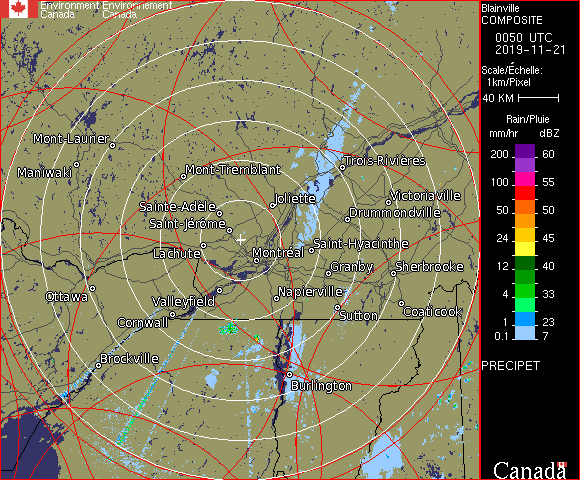 Environment Environnement
Canada Canada
Blainville
COMPOSITE
0050 UTC
2019-11-21
Scale/Échelle:
1km/Pixel
40 KM
Rain/Pluie
mm/hr dBZ
200 60
100 55
50 50
24 45
12 40
4 33
1 23
0.1 7
PRECIPET
Canada
Mont-Laurier
Maniwaki
Mont-Tremblant
Trois-Rivières
Joliette
Victoriaville
Sainte-Adèle
Drummondville
Saint-Jérôme
Lachute
Montréal
Saint-Hyacinthe
Granby
Sherbrooke
Ottawa
Valleyfield
Napierville
Coaticook
Cornwall
Sutton
Brockville
Burlington